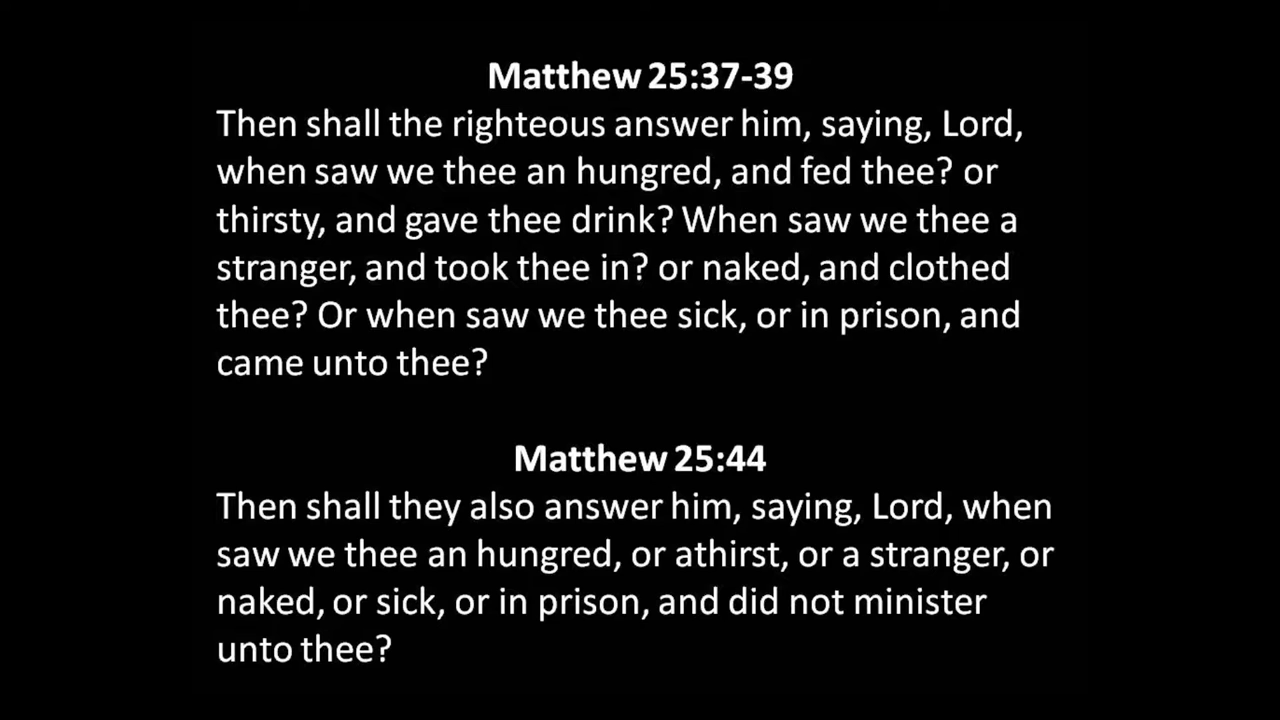 Matthew 25:37-39
Then shall the righteous answer him, saying, Lord,
when saw we thee an hungred, and fed thee? or
thirsty, and gave thee drink? When saw we thee a
stranger, and took thee in? or naked, and clothed
thee? Or when saw we thee sick, or in prison, and
came unto thee?
Matthew 25:44
Then shall they also answer him, saying, Lord, when
saw we thee an hungred, or athirst, or a stranger, or
naked, or sick, or in prison, and did not minister
unto thee?